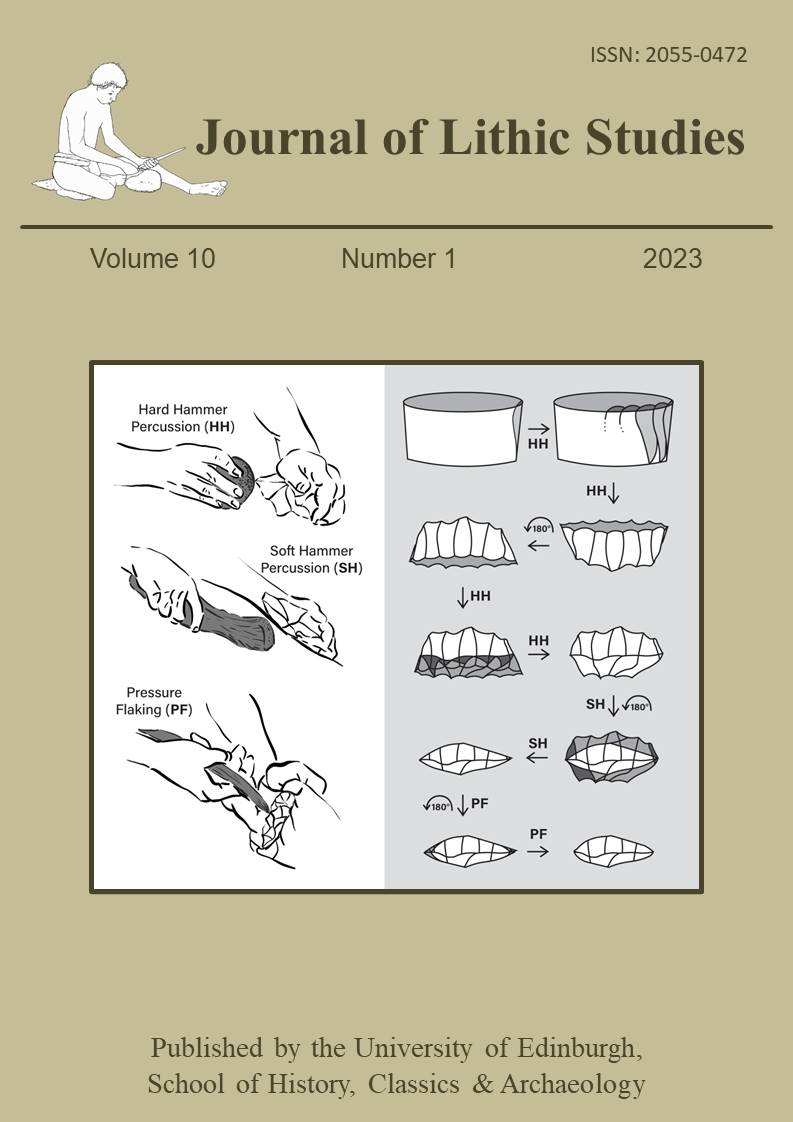 ISSN: 2055-0472
Journal of Lithic Studies
Volume 10 Number 1 2023
Hard Hammer
Percussion (HH)
Soft Hammer
Percussion (SH)
Pressure
Flaking (PF)
HH
HH
180°
HH
HH
SH 180°
SH
180° PF
PF
Published by the University of Edinburgh,
School of History, Classics & Archaeology